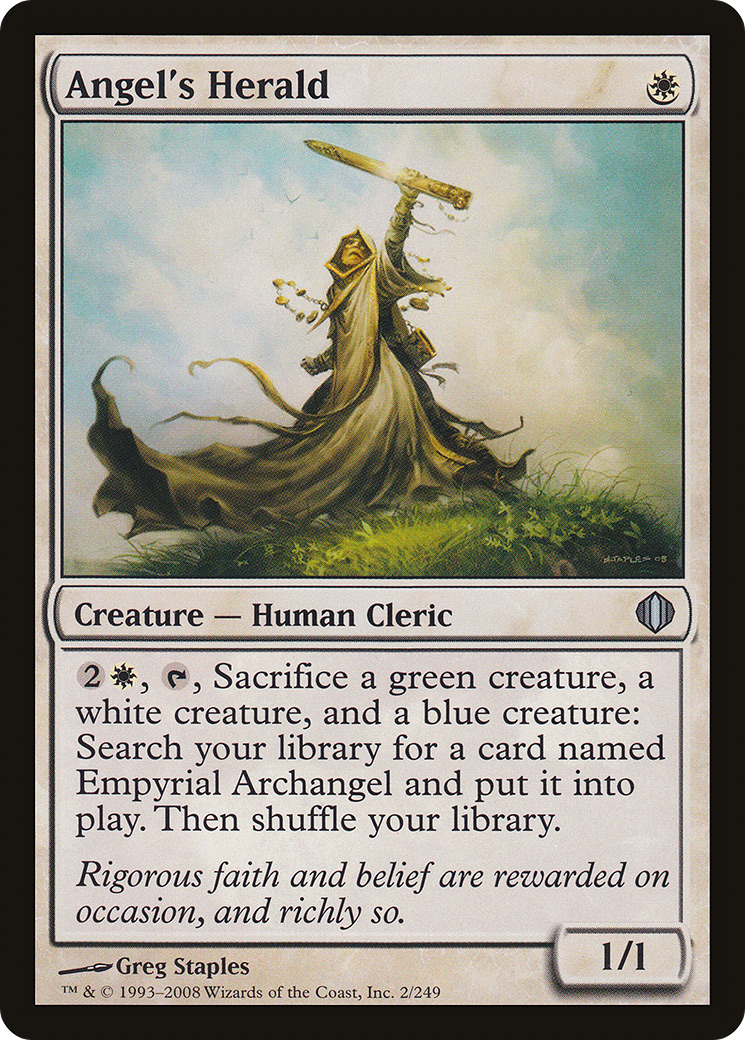 Angel's Herald
STAPLES 08
Creature — Human Cleric
2, , Sacrifice a green creature, a
white creature, and a blue creature:
Search your library for a card named
Empyrial Archangel and put it into
play. Then shuffle your library.
Rigorous faith and belief are rewarded on
occasion, and richly so.
1/1
Greg Staples
™ & © 1993–2008 Wizards of the Coast, Inc. 2/249